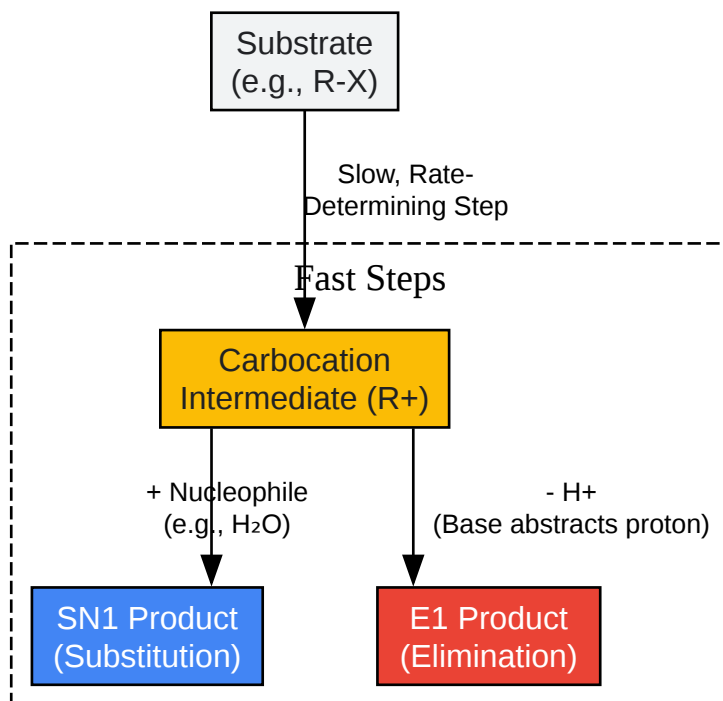 Substrate
(e.g., R-X)
Slow, Rate-
Determining Step
Fast Steps
Carbocation
Intermediate (R+)
+ Nucleophile
(e.g., H₂O)
- H+
(Base abstracts proton)
SN1 Product
(Substitution)
E1 Product
(Elimination)